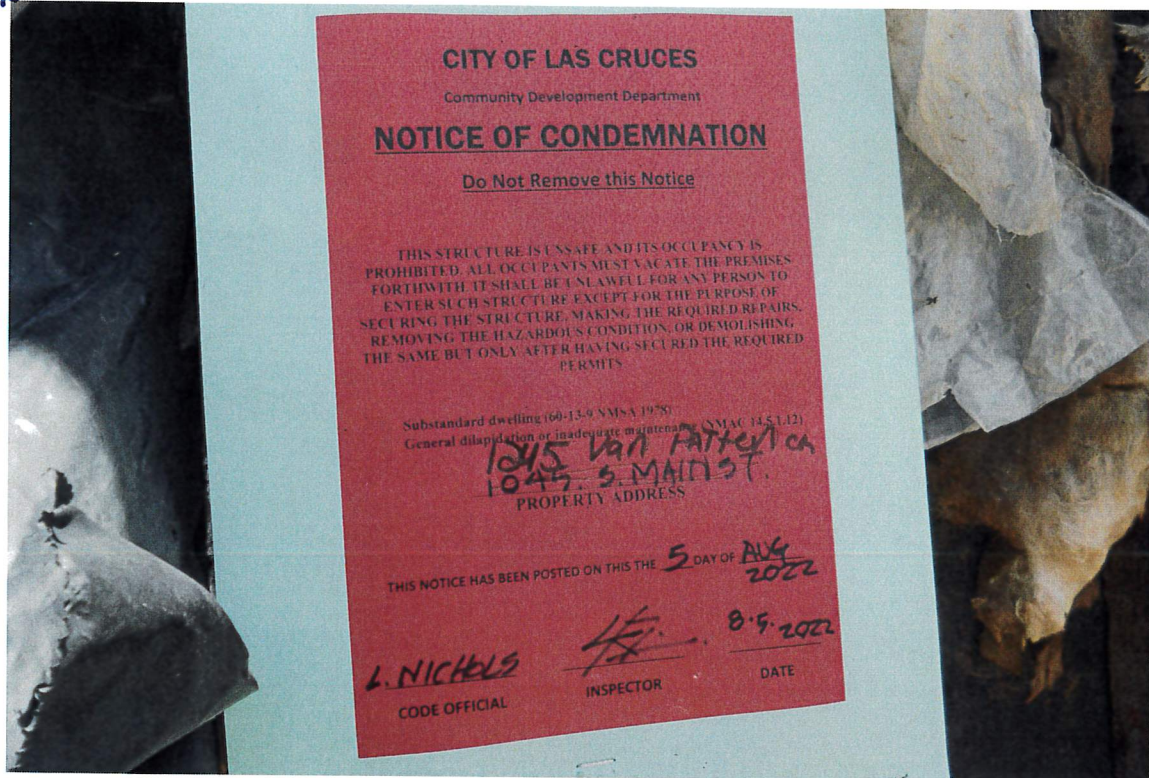 CITY OF LAS CRUCES
Community Development Department
NOTICE OF CONDEMNATION
Do Not Remove this Notice
THIS STRUCTURE IS UNSAFE AND ITS OCCUPANCY IS
PROHIBITED. ALL OCCUPANTS MUST VACATE THE PREMISES
FORTHWITH. IT SHALL BE UNLAWFUL FOR ANY PERSON TO
ENTER SUCH STRUCTURE EXCEPT FOR THE PURPOSE OF
SECURING THE STRUCTURE, MAKING THE REQUIRED REPAIRS,
REMOVING THE HAZARDOUS CONDITION, OR DEMOLISHING
THE SAME BUT ONLY AFTER HAVING SECURED THE REQUIRED
PERMITS
Substandard dwelling (60-13-9 NMSA 1978)
General dilapidation or inadequate maintenance (NMAC 14.5.1.12)
1245 Van Patten
1045. S. MAIN ST.
PROPERTY ADDRESS
THIS NOTICE HAS BEEN POSTED ON THIS THE 5 DAY OF AUG
2022
L. NICHOLS
CODE OFFICIAL
INSPECTOR
8.5.2022
DATE